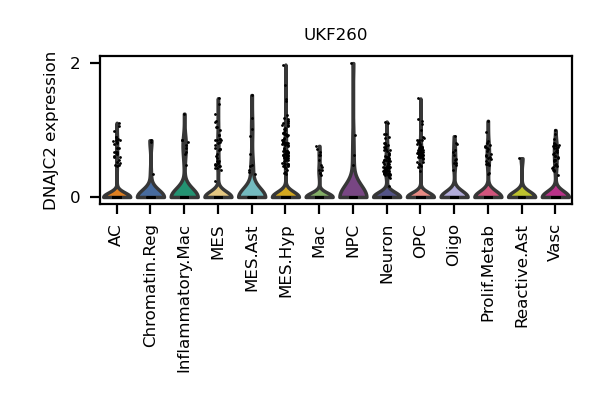 UKF260
DNAJC2 expression
2
0
AC
Chromatin.Reg
Inflammatory.Mac
MES
MES.Ast
MES.Hyp
Mac
NPC
Neuron
OPC
Oligo
Prolif.Metab
Reactive.Ast
Vasc